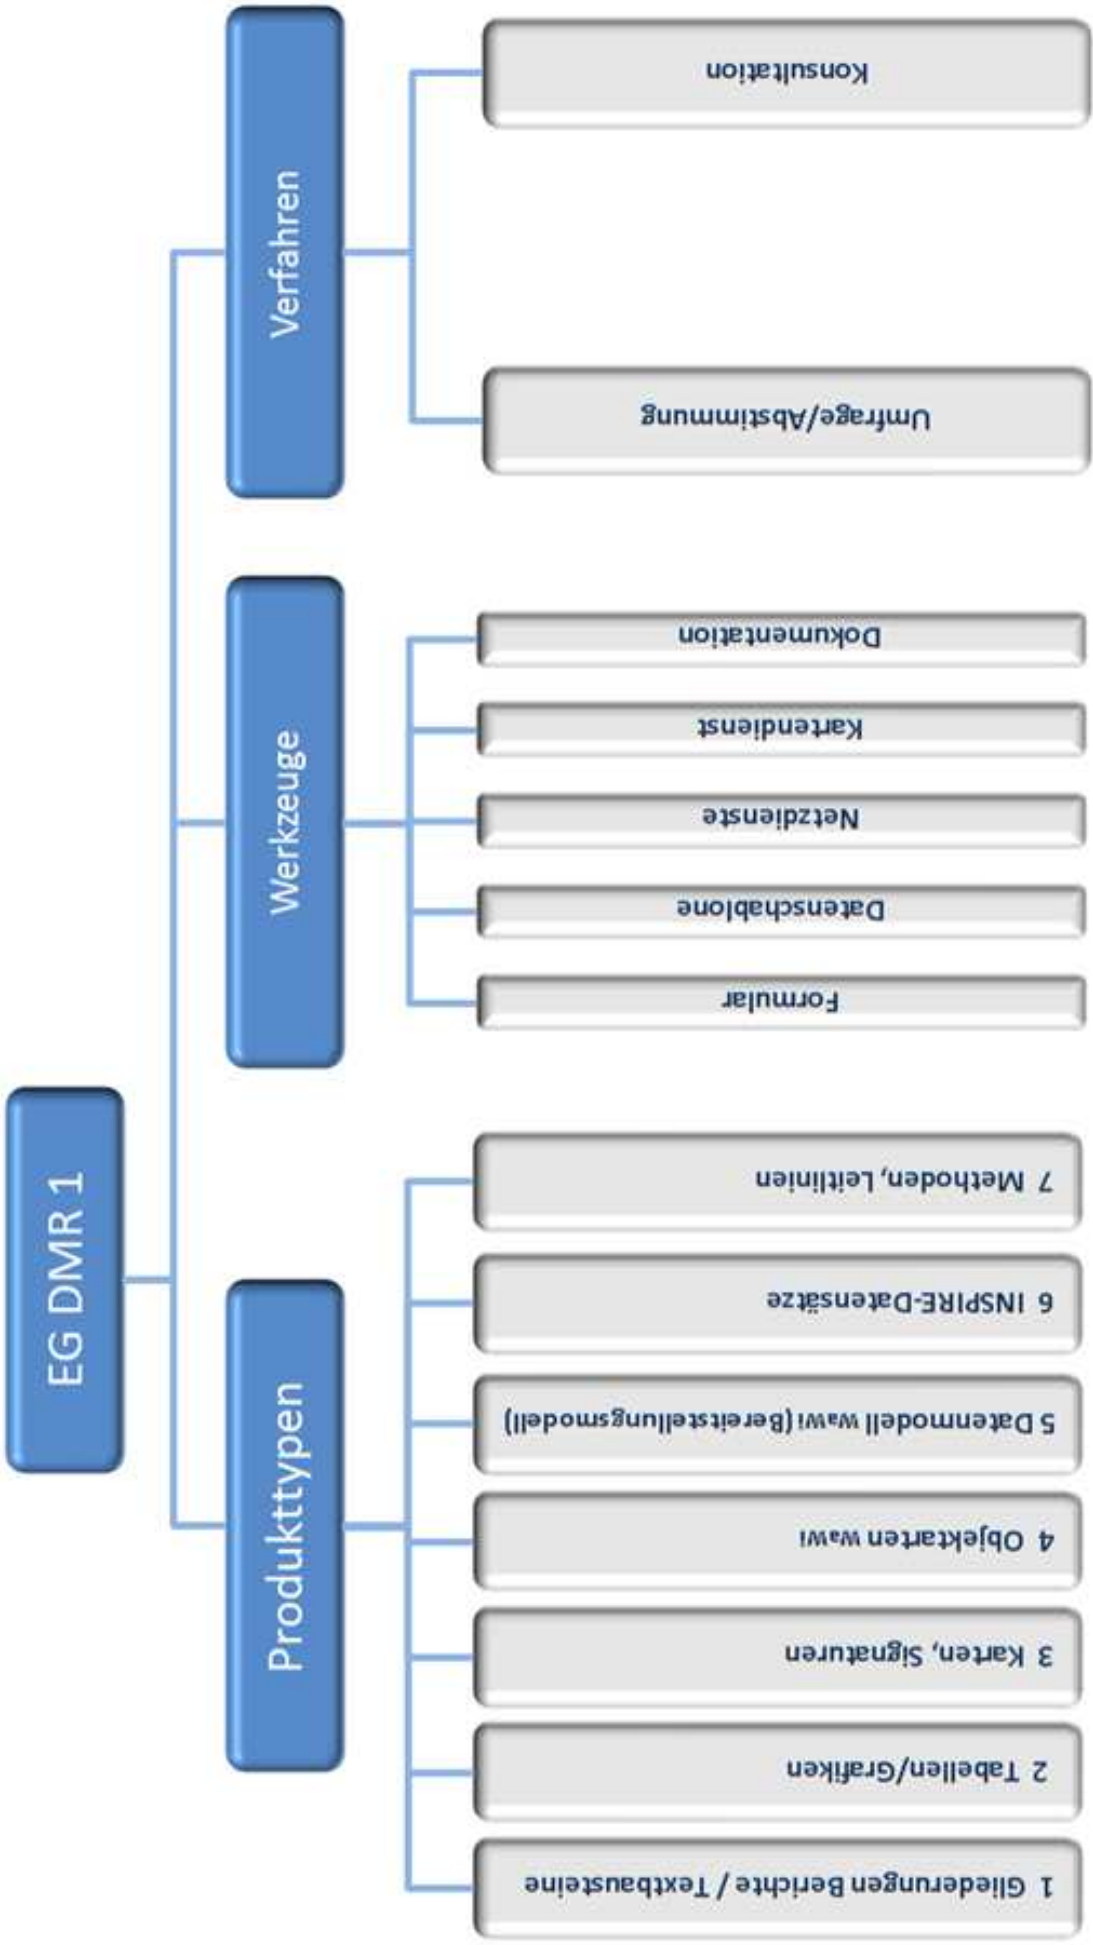 EG DMR 1
Produkttypen
1 Gliederungen Berichte / Textbausteine
2 Tabellen/Grafiken
3 Karten, Signaturen
4 Objektarten wawi
5 Datenmodell wawi (Bereitstellungsmodell)
6 INSPIRE-Datensätze
7 Methoden, Leitlinien
Werkzeuge
Formular
Datenschablone
Netzdienste
Kartendienst
Dokumentation
Verfahren
Umfrage/Abstimmung
Konsultation